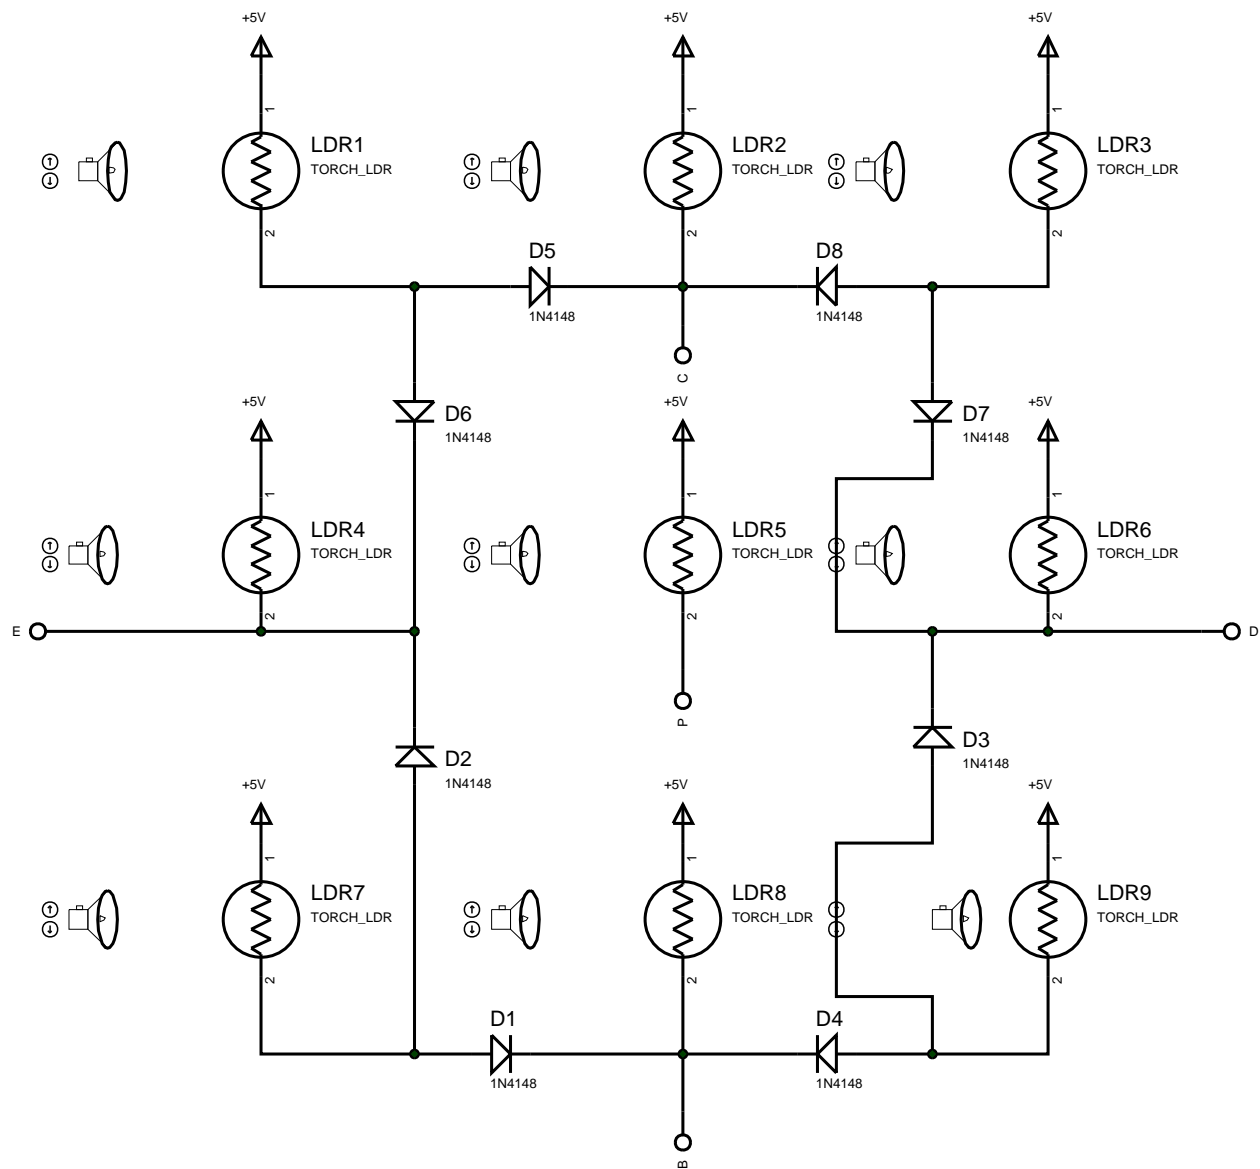 +5V +5V +5V
1 1 1
LDR1 LDR2 LDR3
TORCH_LDR TORCH_LDR TORCH_LDR
2 2 2
D5 D8
1N4148 1N4148
C
+5V +5V
D6 D7
1N4148 1N4148
+5V
1 1 1
LDR4 LDR5 LDR6
TORCH_LDR TORCH_LDR TORCH_LDR
2 2 2
E D
P
D2 D3
1N4148 1N4148
+5V +5V +5V
1 1 1
LDR7 LDR8 LDR9
TORCH_LDR TORCH_LDR TORCH_LDR
2 2 2
D1 D4
1N4148 1N4148
B